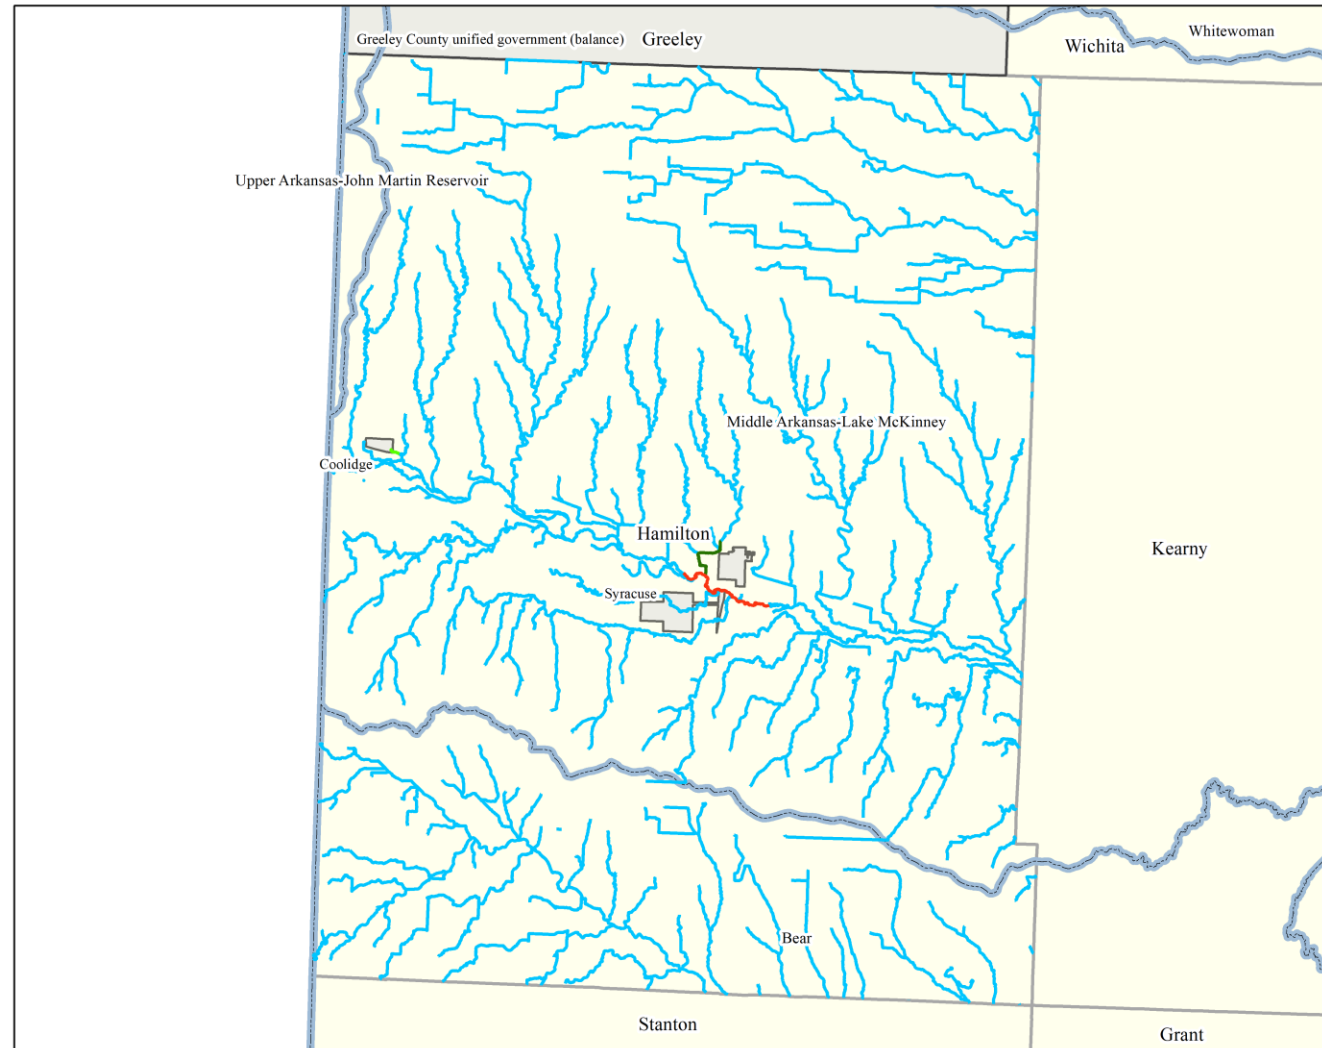 Whitewoman
Greeley County unified government (balance)
Greeley
Wichita
Upper Arkansas-John Martin Reservoir
Middle Arkansas-Lake McKinney
Coolidge
Hamilton
Kearny
Syracuse
Bear
Stanton
Grant